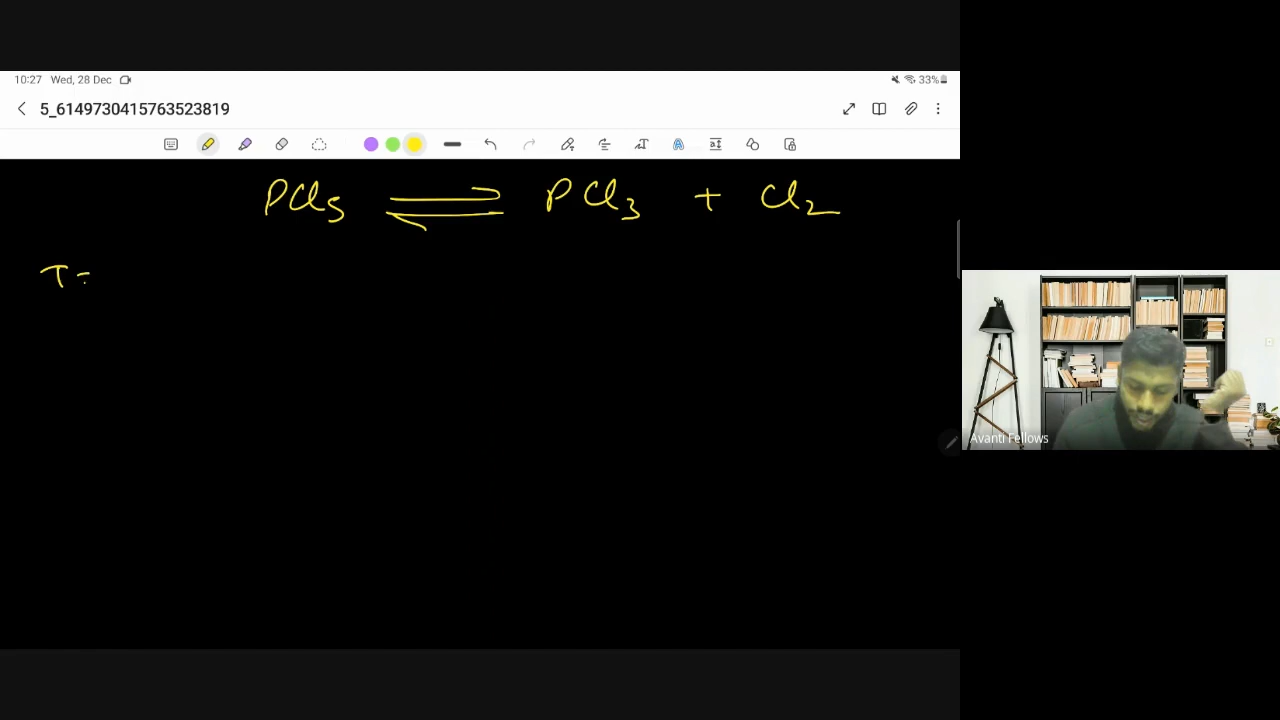 10:27 Wed, 28 Dec 33%
5_6149730415763523819
PCl5 ⇌ PCl3 + Cl2
T =
Avanti Fellows